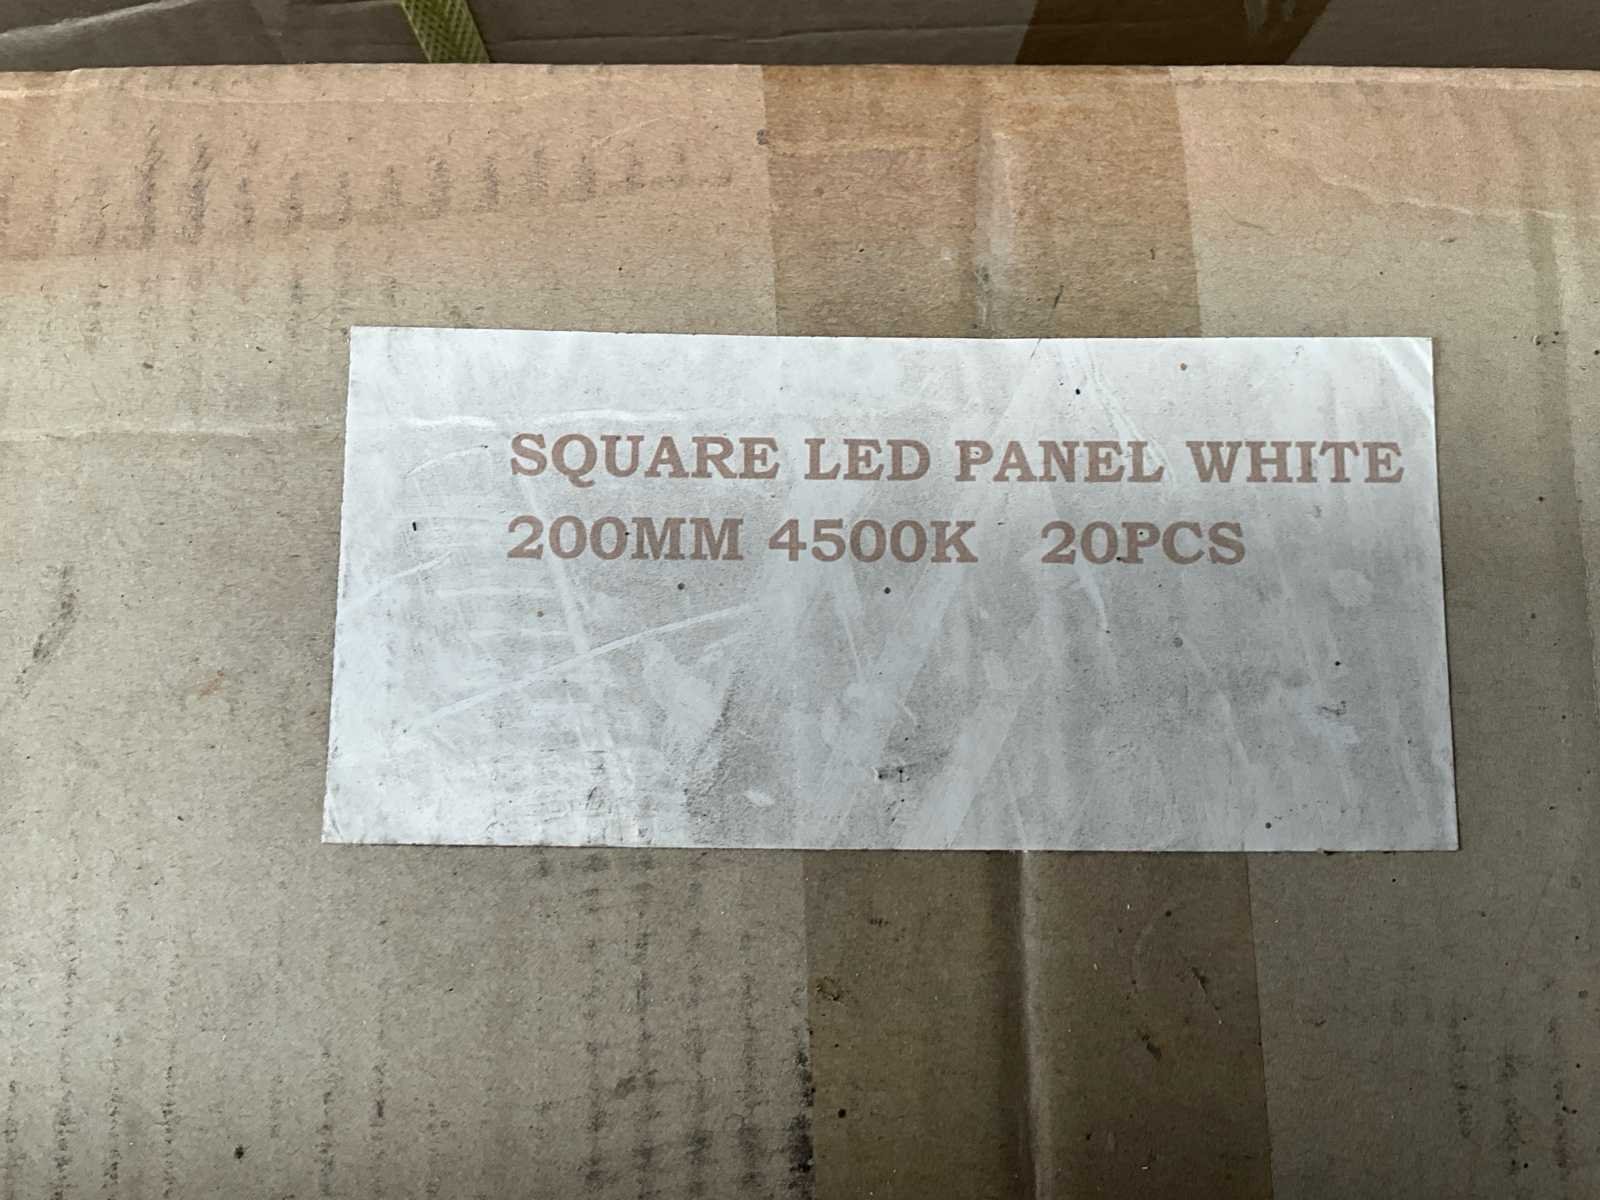 SQUARE LED PANEL WHITE
200MM 4500K 20PCS